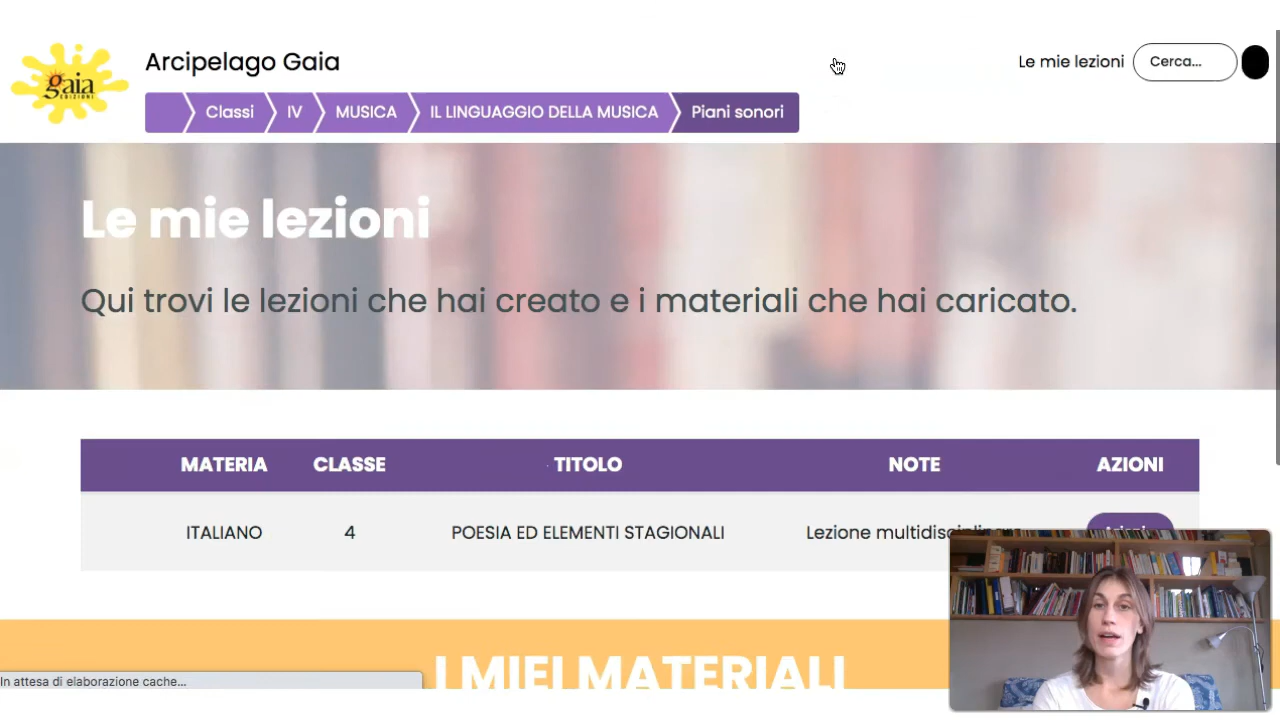 gaia
EDIZIONI
Arcipelago Gaia
Le mie lezioni
Cerca...
Classi
IV
MUSICA
IL LINGUAGGIO DELLA MUSICA
Piani sonori
Le mie lezioni
Qui trovi le lezioni che hai creato e i materiali che hai caricato.
MATERIA CLASSE TITOLO NOTE AZIONI
ITALIANO 4 POESIA ED ELEMENTI STAGIONALI Lezione
I MIEI MATERIALI
In attesa di elaborazione cache...